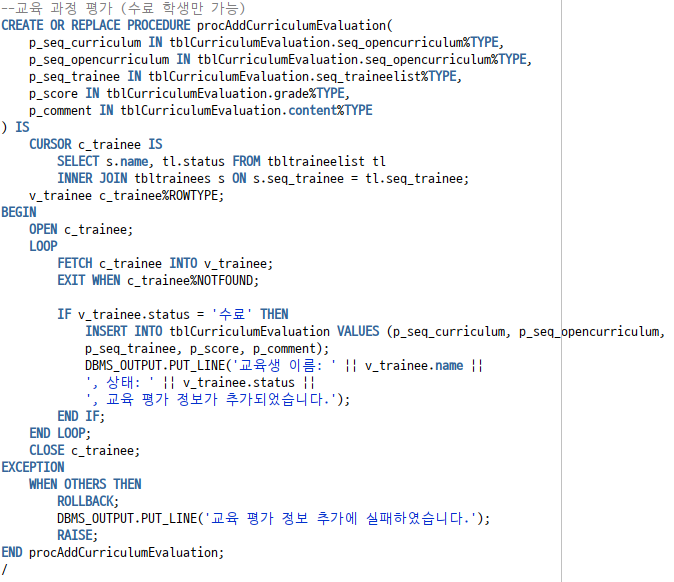 --교육 과정 평가 (수료 학생만 가능)
CREATE OR REPLACE PROCEDURE procAddCurriculumEvaluation(
    p_seq_curriculum IN tblCurriculumEvaluation.seq_opencurriculum%TYPE,
    p_seq_opencurriculum IN tblCurriculumEvaluation.seq_opencurriculum%TYPE,
    p_seq_trainee IN tblCurriculumEvaluation.seq_traineelist%TYPE,
    p_score IN tblCurriculumEvaluation.grade%TYPE,
    p_comment IN tblCurriculumEvaluation.content%TYPE
) IS
    CURSOR c_trainee IS
        SELECT s.name, tl.status FROM tbltraineelist tl
        INNER JOIN tbltrainees s ON s.seq_trainee = tl.seq_trainee;
    v_trainee c_trainee%ROWTYPE;
BEGIN
    OPEN c_trainee;
    LOOP
        FETCH c_trainee INTO v_trainee;
        EXIT WHEN c_trainee%NOTFOUND;

        IF v_trainee.status = '수료' THEN
            INSERT INTO tblCurriculumEvaluation VALUES (p_seq_curriculum, p_seq_opencurriculum,
            p_seq_trainee, p_score, p_comment);
            DBMS_OUTPUT.PUT_LINE('교육생 이름: ' || v_trainee.name ||
            ', 상태: ' || v_trainee.status ||
            ', 교육 평가 정보가 추가되었습니다.');
        END IF;
    END LOOP;
    CLOSE c_trainee;
EXCEPTION
    WHEN OTHERS THEN
        ROLLBACK;
        DBMS_OUTPUT.PUT_LINE('교육 평가 정보 추가에 실패하였습니다.');
        RAISE;
END procAddCurriculumEvaluation;
/